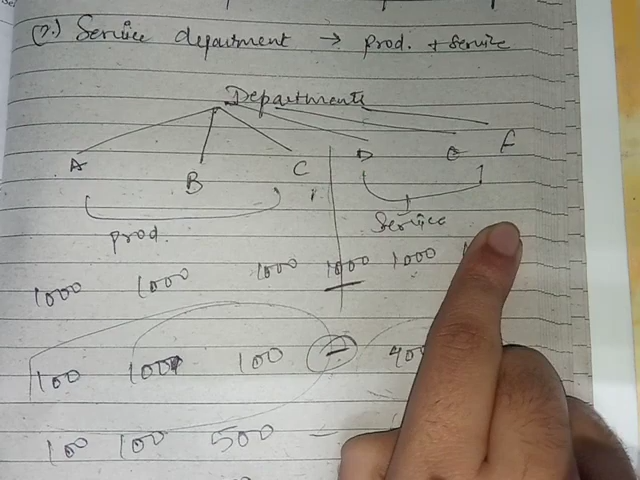 (2.) Service department → prod. + service
Departments
A B C D E F
prod. Service
1000 1000 1000 1000 1000
100 100 100 – 400
100 100 500 –